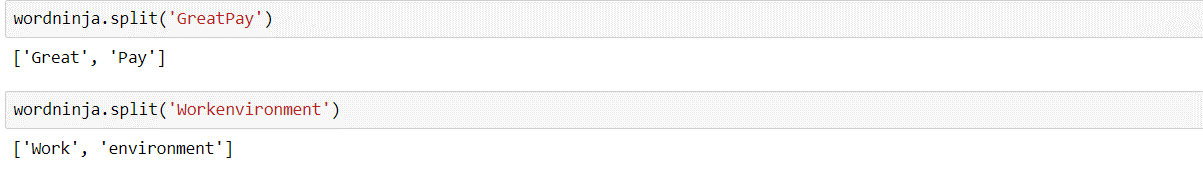 wordninja.split('GreatPay')
['Great', 'Pay']
wordninja.split('Workenvironment')
['Work', 'environment']